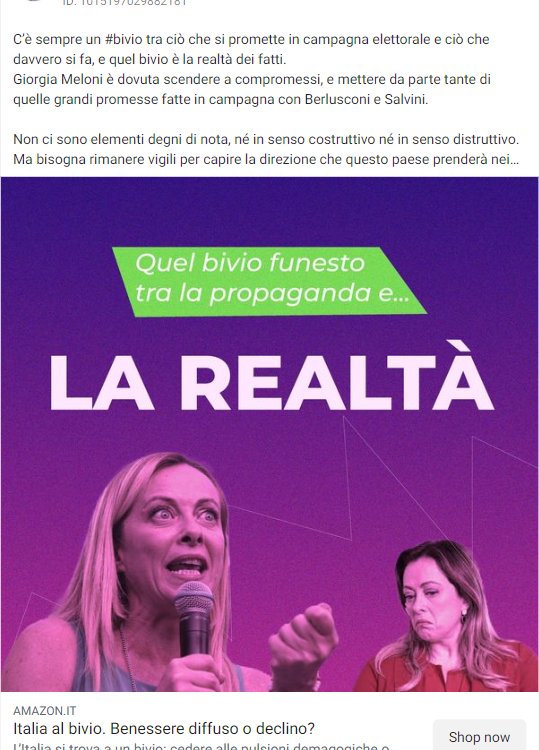 ID: 1015197029882181
C'è sempre un #bivio tra ciò che si promette in campagna elettorale e ciò che
davvero si fa, e quel bivio è la realtà dei fatti.
Giorgia Meloni è dovuta scendere a compromessi, e mettere da parte tante di
quelle grandi promesse fatte in campagna con Berlusconi e Salvini.
Non ci sono elementi degni di nota, né in senso costruttivo né in senso distruttivo.
Ma bisogna rimanere vigili per capire la direzione che questo paese prenderà nei...
Quel bivio funesto
tra la propaganda e...
LA REALTÀ
AMAZON.IT
Italia al bivio. Benessere diffuso o declino?
Shop now
L'Italia si trova a un bivio: cedere alle pulsioni demagogiche o